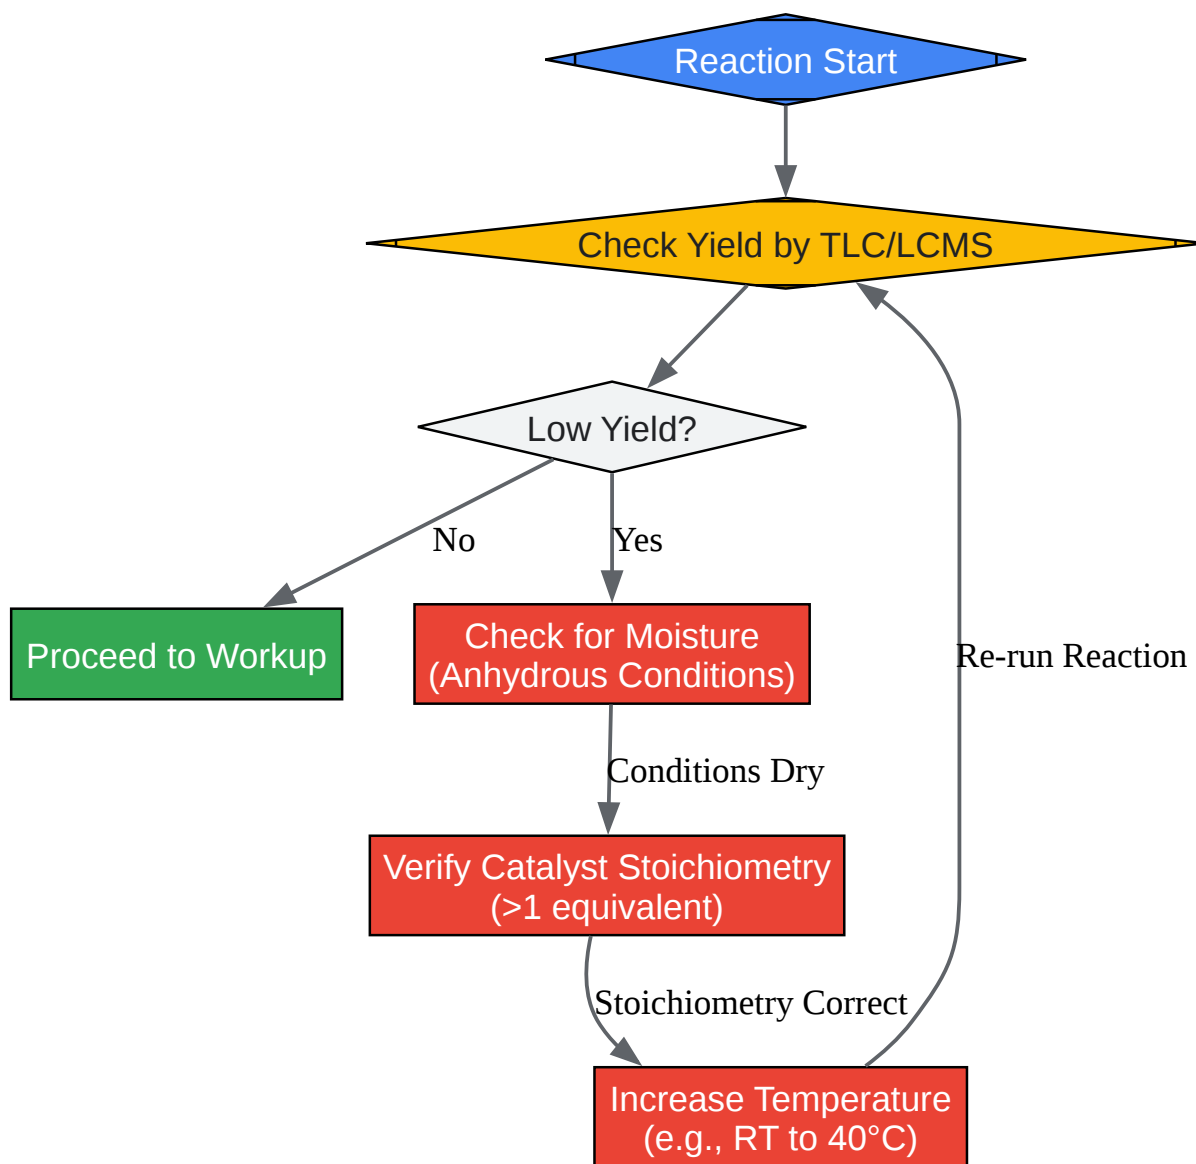 Reaction Start
Check Yield by TLC/LCMS
Low Yield?
No
Yes
Proceed to Workup
Check for Moisture
(Anhydrous Conditions)
Re-run Reaction
Conditions Dry
Verify Catalyst Stoichiometry
(>1 equivalent)
Stoichiometry Correct
Increase Temperature
(e.g., RT to 40°C)